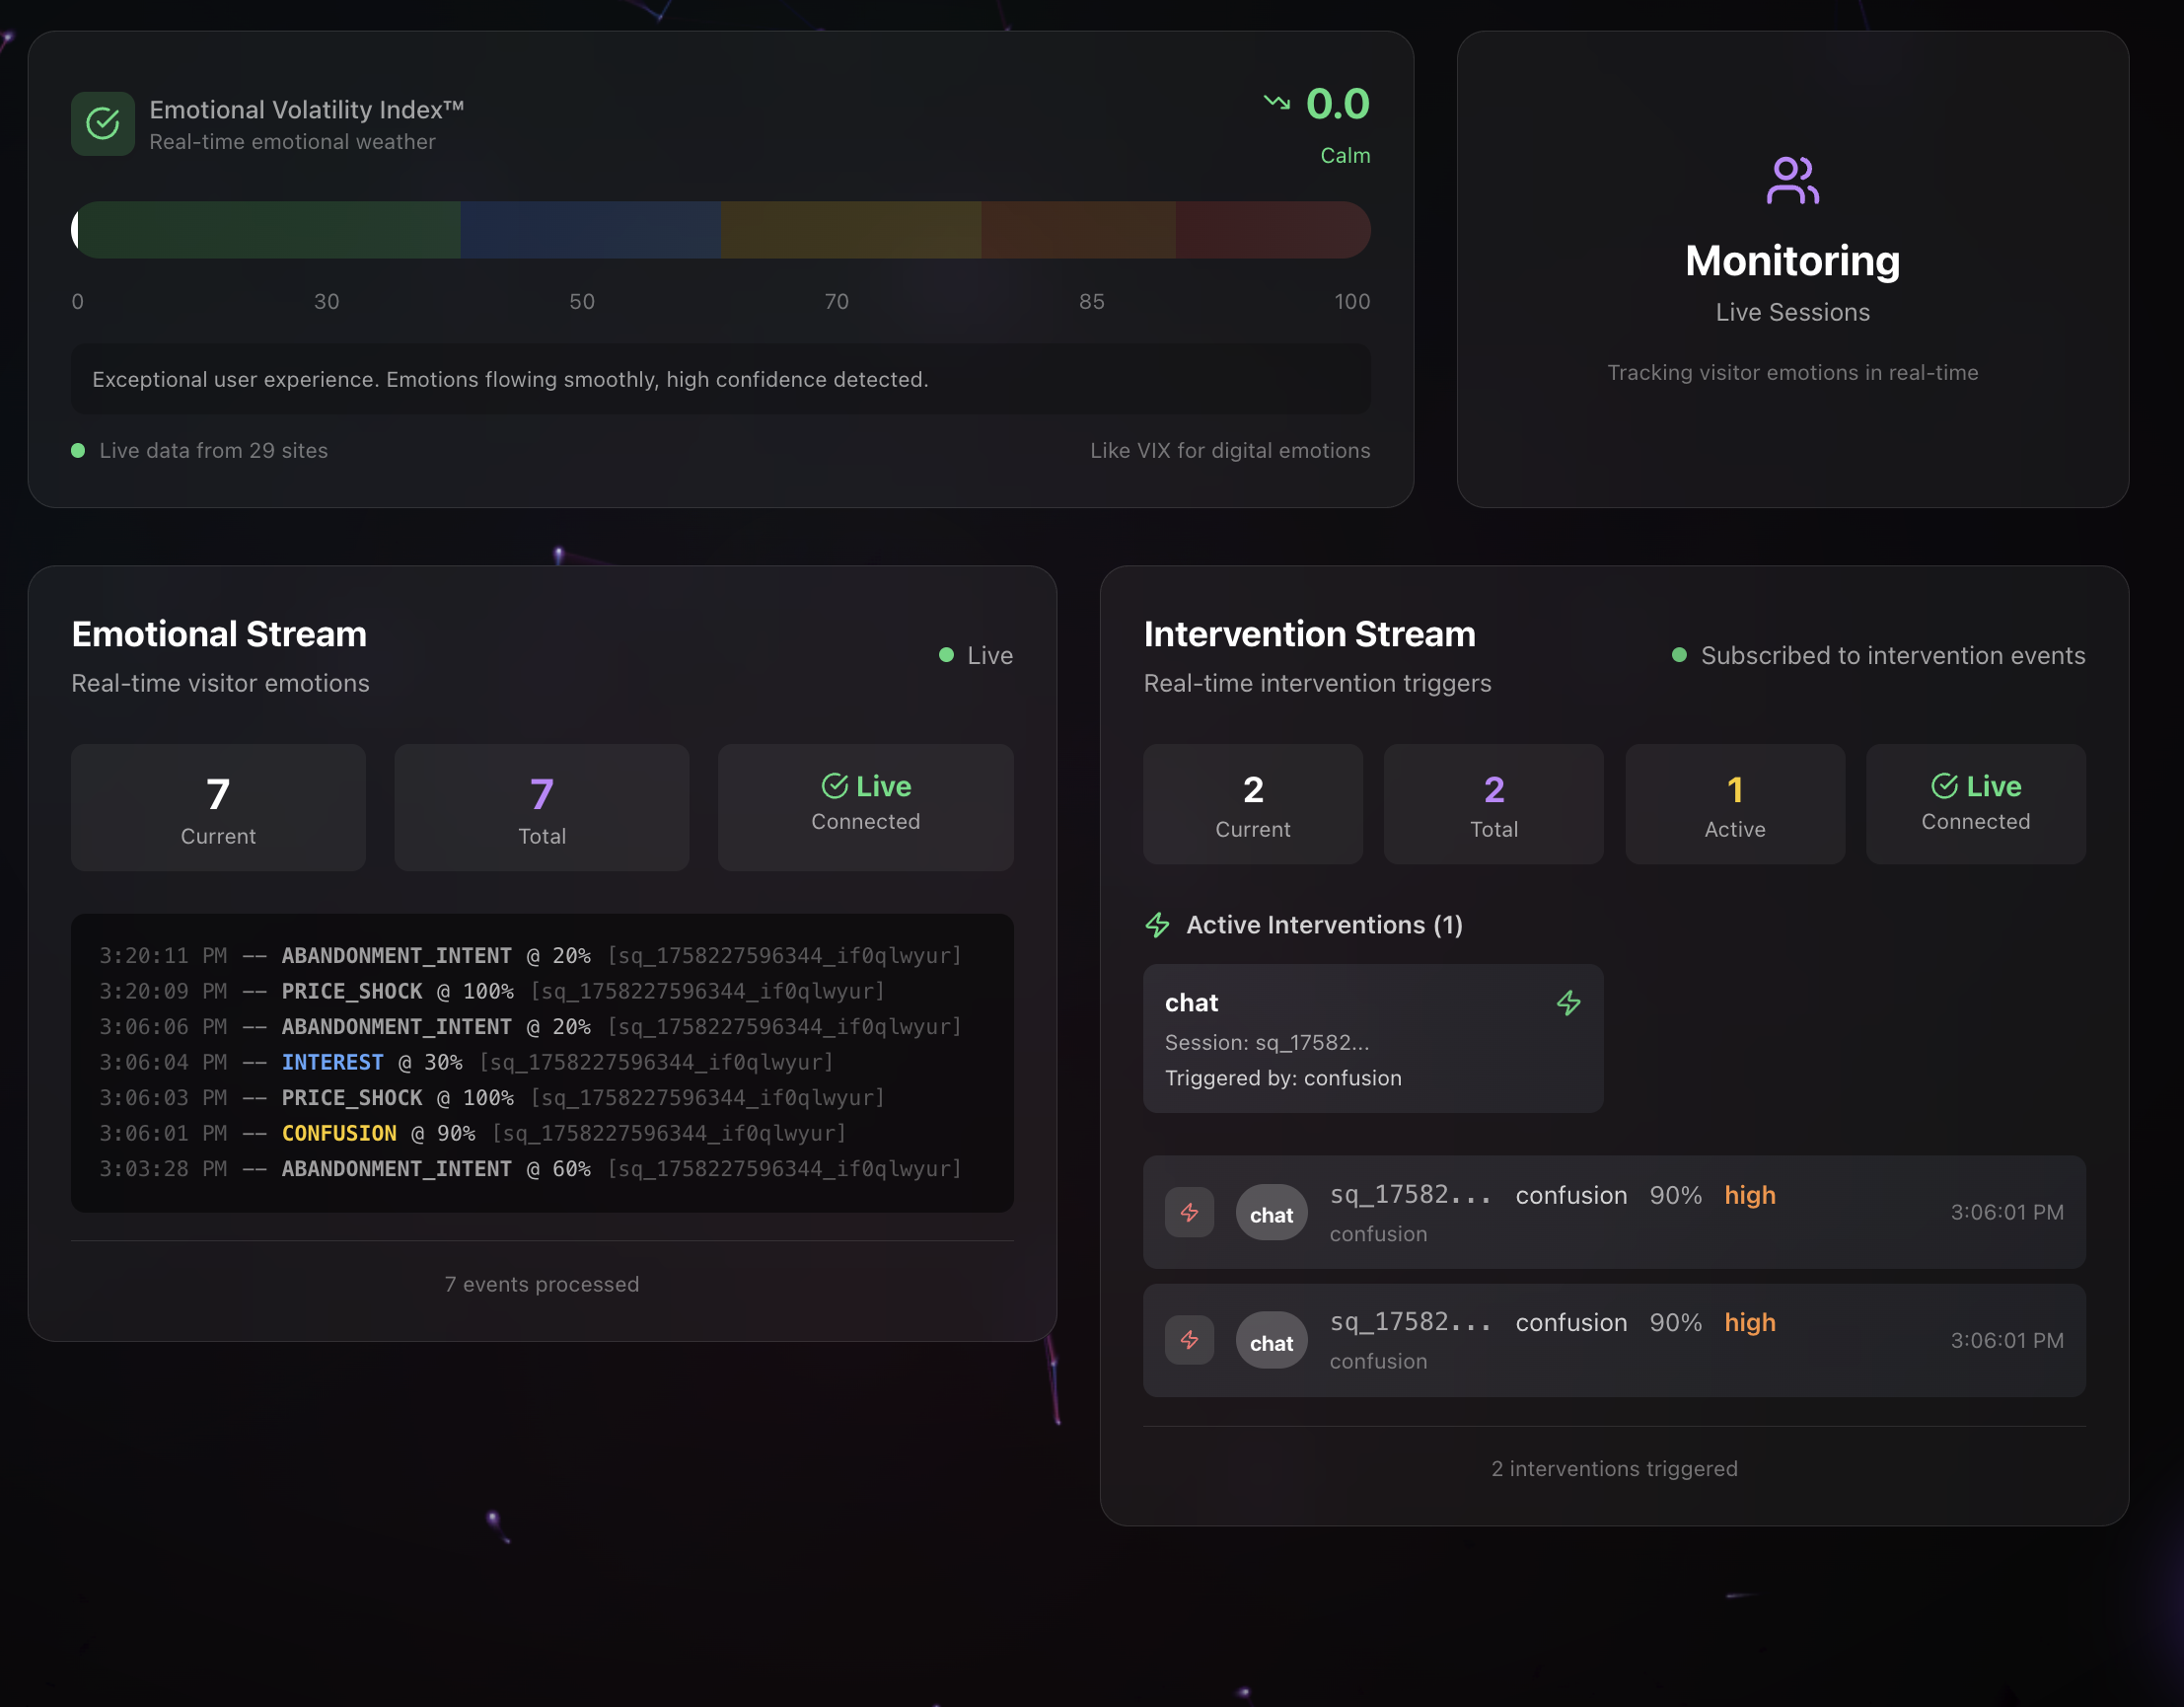 Emotional Volatility Index™
Real-time emotional weather
0.0
Calm
0 30 50 70 85 100
Exceptional user experience. Emotions flowing smoothly, high confidence detected.
Live data from 29 sites
Like VIX for digital emotions
Monitoring
Live Sessions
Tracking visitor emotions in real-time
Emotional Stream
Real-time visitor emotions
Live
7
Current
7
Total
Live
Connected
3:20:11 PM –– ABANDONMENT_INTENT @ 20% [sq_1758227596344_if0qlwyur]
3:20:09 PM –– PRICE_SHOCK @ 100% [sq_1758227596344_if0qlwyur]
3:06:06 PM –– ABANDONMENT_INTENT @ 20% [sq_1758227596344_if0qlwyur]
3:06:04 PM –– INTEREST @ 30% [sq_1758227596344_if0qlwyur]
3:06:03 PM –– PRICE_SHOCK @ 100% [sq_1758227596344_if0qlwyur]
3:06:01 PM –– CONFUSION @ 90% [sq_1758227596344_if0qlwyur]
3:03:28 PM –– ABANDONMENT_INTENT @ 60% [sq_1758227596344_if0qlwyur]
7 events processed
Intervention Stream
Real-time intervention triggers
Subscribed to intervention events
2
Current
2
Total
1
Active
Live
Connected
Active Interventions (1)
chat
Session: sq_17582...
Triggered by: confusion
chat sq_17582... confusion 90% high 3:06:01 PM
confusion
chat sq_17582... confusion 90% high 3:06:01 PM
confusion
2 interventions triggered